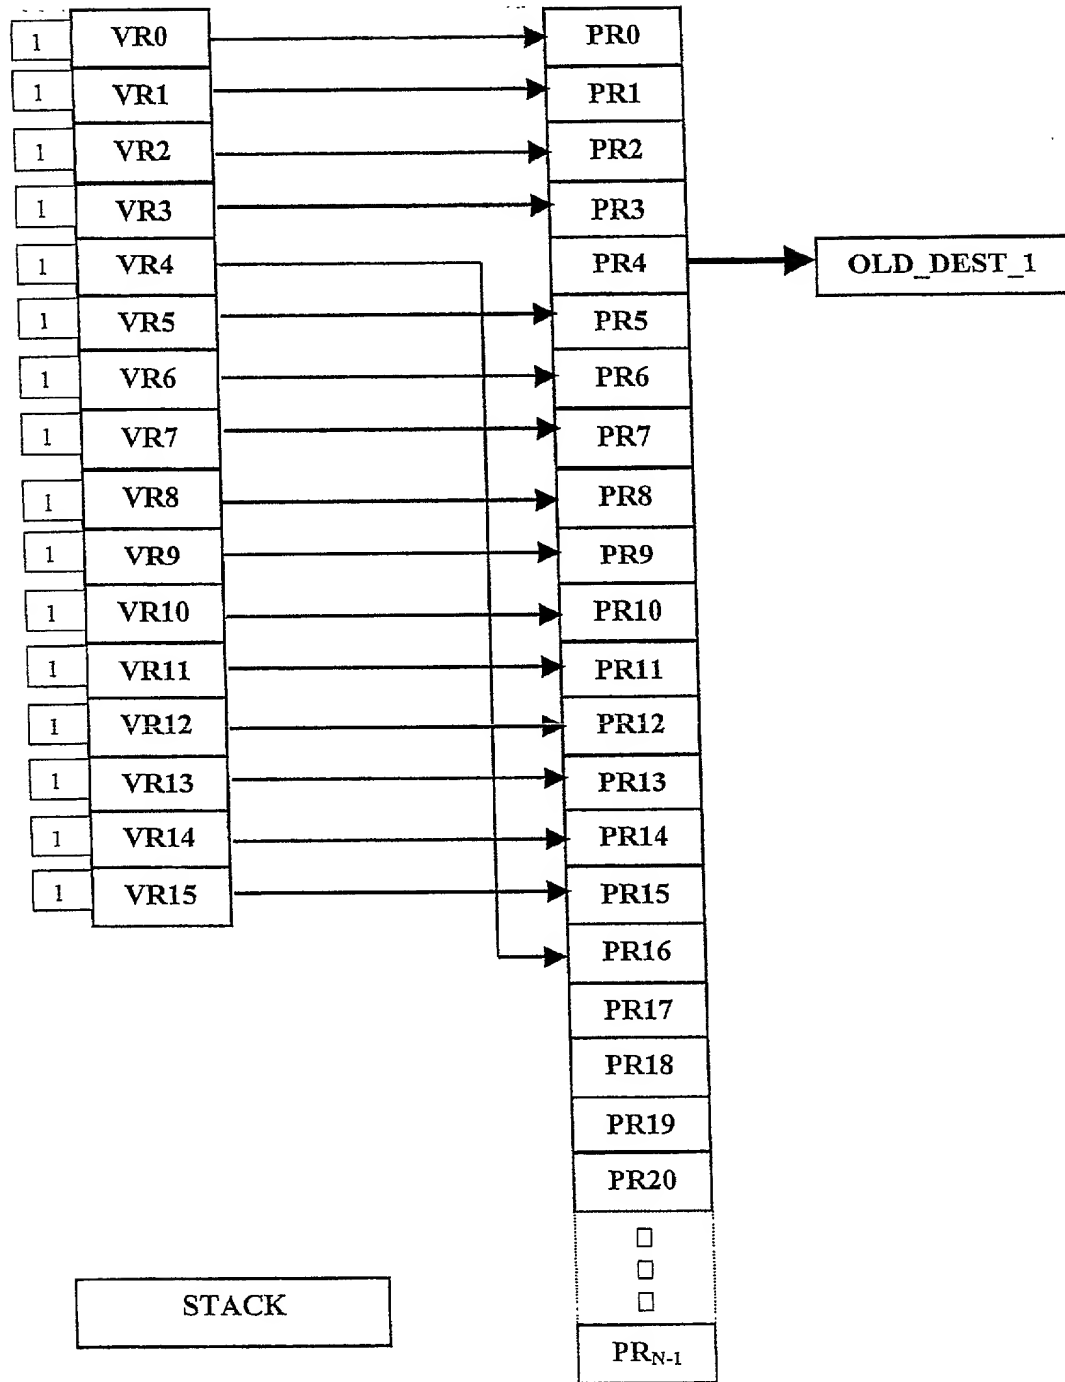 1 VR0 PR0
1 VR1 PR1
1 VR2 PR2
1 VR3 PR3
1 VR4 PR4 OLD_DEST_1
1 VR5 PR5
1 VR6 PR6
1 VR7 PR7
1 VR8 PR8
1 VR9 PR9
1 VR10 PR10
1 VR11 PR11
1 VR12 PR12
1 VR13 PR13
1 VR14 PR14
1 VR15 PR15
PR16
PR17
PR18
PR19
PR20
□
□
□
STACK
PRN-1